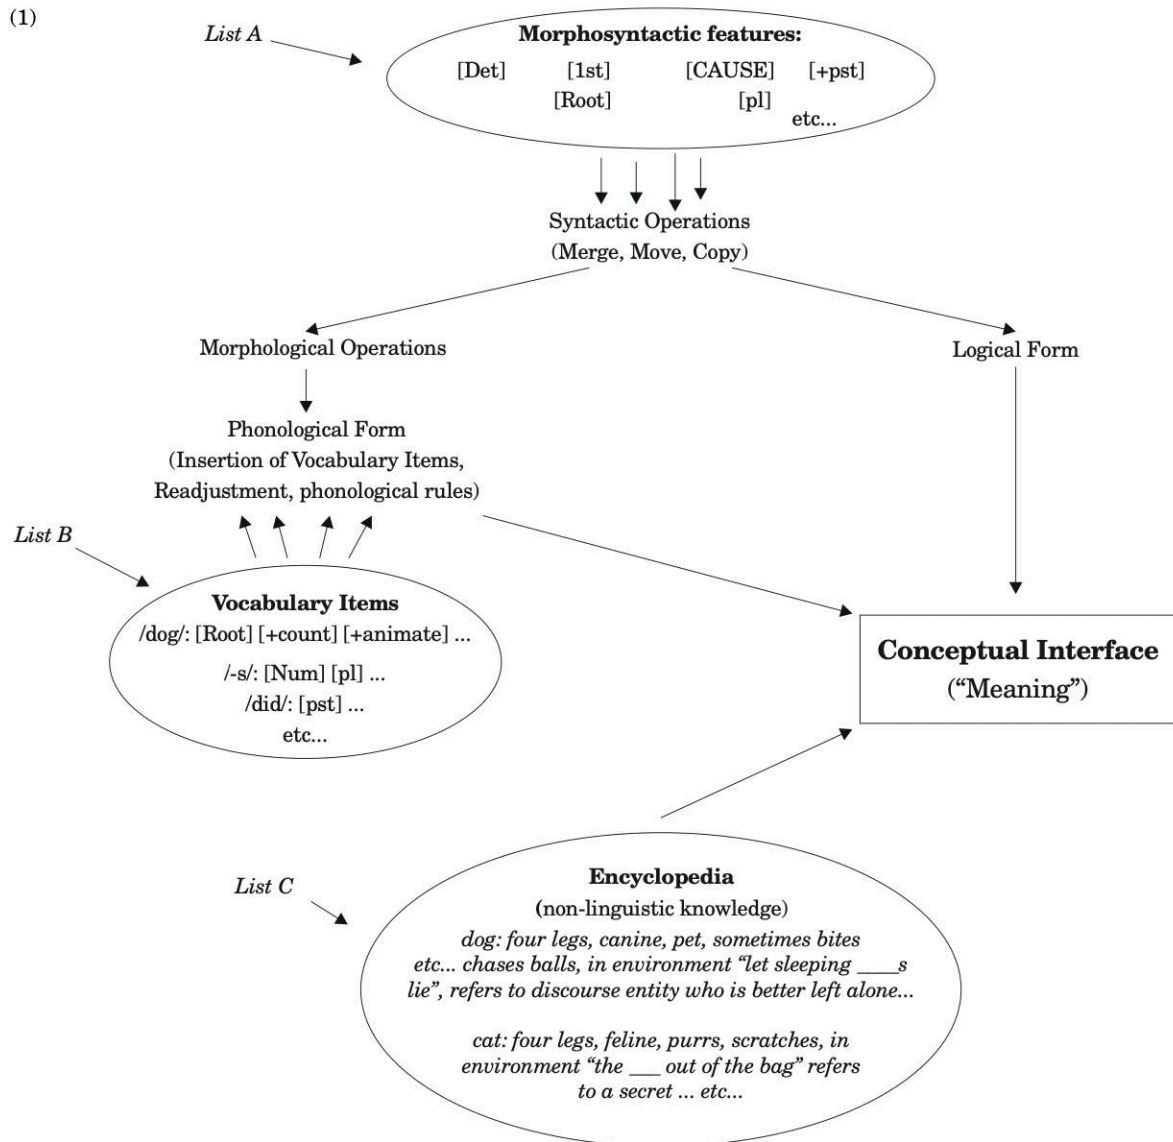 (1)
List A
Morphosyntactic features:
[Det] [1st] [CAUSE] [+pst]
[Root] [pl]
etc...
Syntactic Operations
(Merge, Move, Copy)
Morphological Operations
Logical Form
Phonological Form
(Insertion of Vocabulary Items,
Readjustment, phonological rules)
List B
Vocabulary Items
/dog/: [Root] [+count] [+animate] ...
/-s/: [Num] [pl] ...
/did/: [pst] ...
etc...
Conceptual Interface
(“Meaning”)
List C
Encyclopedia
(non-linguistic knowledge)
dog: four legs, canine, pet, sometimes bites
etc... chases balls, in environment “let sleeping ____s
lie”, refers to discourse entity who is better left alone...
cat: four legs, feline, purrs, scratches, in
environment “the ___ out of the bag” refers
to a secret ... etc...